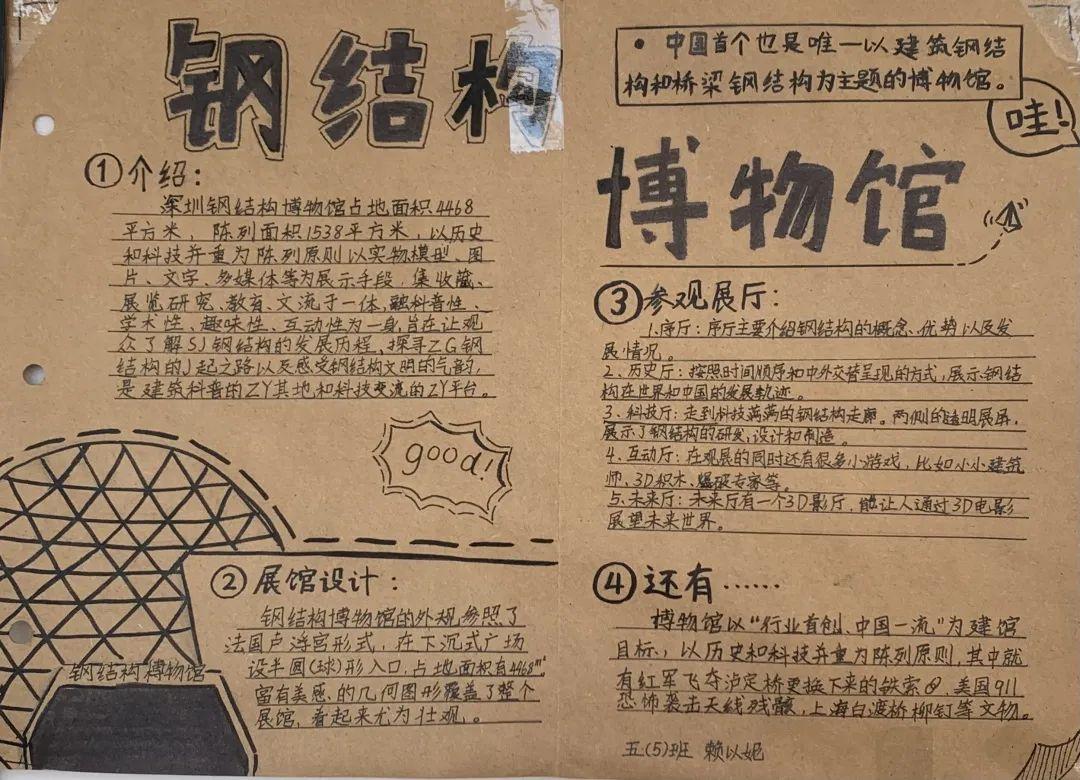 钢结构
• 中国首个也是唯一以建筑钢结
构和桥梁钢结构为主题的博物馆。
哇!
博物馆
①介绍:
深圳钢结构博物馆占地面积4468
平方米,陈列面积1538平方米,以历史
和科技并重为陈列原则以实物模型、图
片、文字、多媒体等为展示手段,集收藏、
展览研究、教育、交流于一体,融科普性、
学术性、趣味性、互动性为一身,旨在让观
众了解SJ钢结构的发展历程、探寻ZG钢
结构的J起之路以及感受钢结构文明的气韵,
是建筑科普的ZY其地和科技交流的ZY平台。
good!
②展馆设计:
钢结构博物馆的外观参照了
法国卢浮宫形式,在下沉式广场
设半圆(球)形入口,占地面积有4468㎡,
富有美感、的几何图形覆盖了整个
展馆,看起来尤为壮观、。
钢结构博物馆
③参观展厅:
1.序厅:序厅主要介绍钢结构的概念、优势以及发
展情况。
2、历史厅:按照时间顺序和中外交替呈现的方式,展示钢结
构在世界和中国的发展轨迹。
3、科技厅:走到科技满满的钢结构走廊。两侧的透明展屏,
展示了钢结构的研发,设计和制造。
4、互动厅:在观展的同时还有很多小游戏,比如小小建筑
师、3D积木、爆破专家等。
5、未来厅:未来厅有一个3D影厅,能让人通过3D电影
展望未来世界。
④还有……
博物馆以“行业首创、中国一流”为建馆
目标,以历史和科技并重为陈列原则,其中就
有红军飞夺泸定桥更换下来的铁索,美国911
恐怖袭击天线残骸,上海白渡桥柳钉等文物。
五(5)班 赖以妮